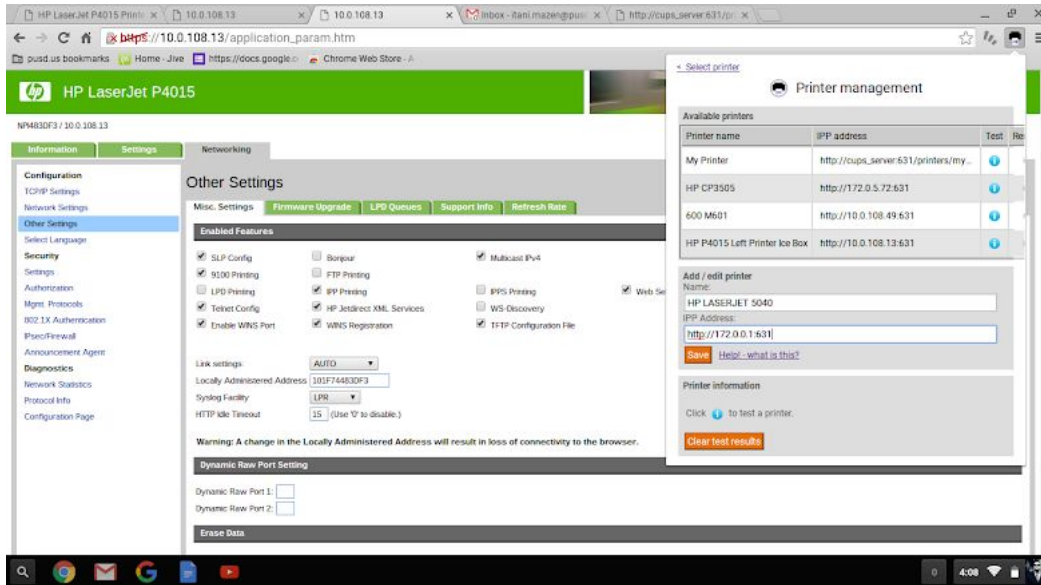 HP LaserJet P4015 Printe
10.0.108.13
10.0.108.13
Inbox - itani.mazen@pusd
http://cups_server:631/pri
https://10.0.108.13/application_param.htm
pusd.us bookmarks Home - Jive https://docs.google.c Chrome Web Store - A
HP LaserJet P4015
NPI483DF3 / 10.0.108.13
Information Settings Networking
Configuration
TCP/IP Settings
Network Settings
Other Settings
Select Language
Security
Settings
Authorization
Mgmt. Protocols
802.1X Authentication
IPsec/Firewall
Announcement Agent
Diagnostics
Network Statistics
Protocol Info
Configuration Page
Other Settings
Misc. Settings Firmware Upgrade LPD Queues Support Info Refresh Rate
Enabled Features
SLP Config Bonjour Multicast IPv4
9100 Printing FTP Printing
LPD Printing IPP Printing IPPS Printing Web Se
Telnet Config HP Jetdirect XML Services WS-Discovery
Enable WINS Port WINS Registration TFTP Configuration File
Link settings AUTO
Locally Administered Address 101F74483DF3
Syslog Facility LPR
HTTP Idle Timeout 15 (Use '0' to disable.)
Warning: A change in the Locally Administered Address will result in loss of connectivity to the browser.
Dynamic Raw Port Setting
Dynamic Raw Port 1:
Dynamic Raw Port 2:
Erase Data
< Select printer
Printer management
Available printers
Printer name IPP address Test Re
My Printer http://cups_server:631/printers/my...
HP CP3505 http://172.0.5.72:631
600 M601 http://10.0.108.49:631
HP P4015 Left Printer Ice Box http://10.0.108.13:631
Add / edit printer
Name:
HP LASERJET 5040
IPP Address:
http://172.0.0.1:631
Save Help! - what is this?
Printer information
Click to test a printer.
Clear test results
0 4:08